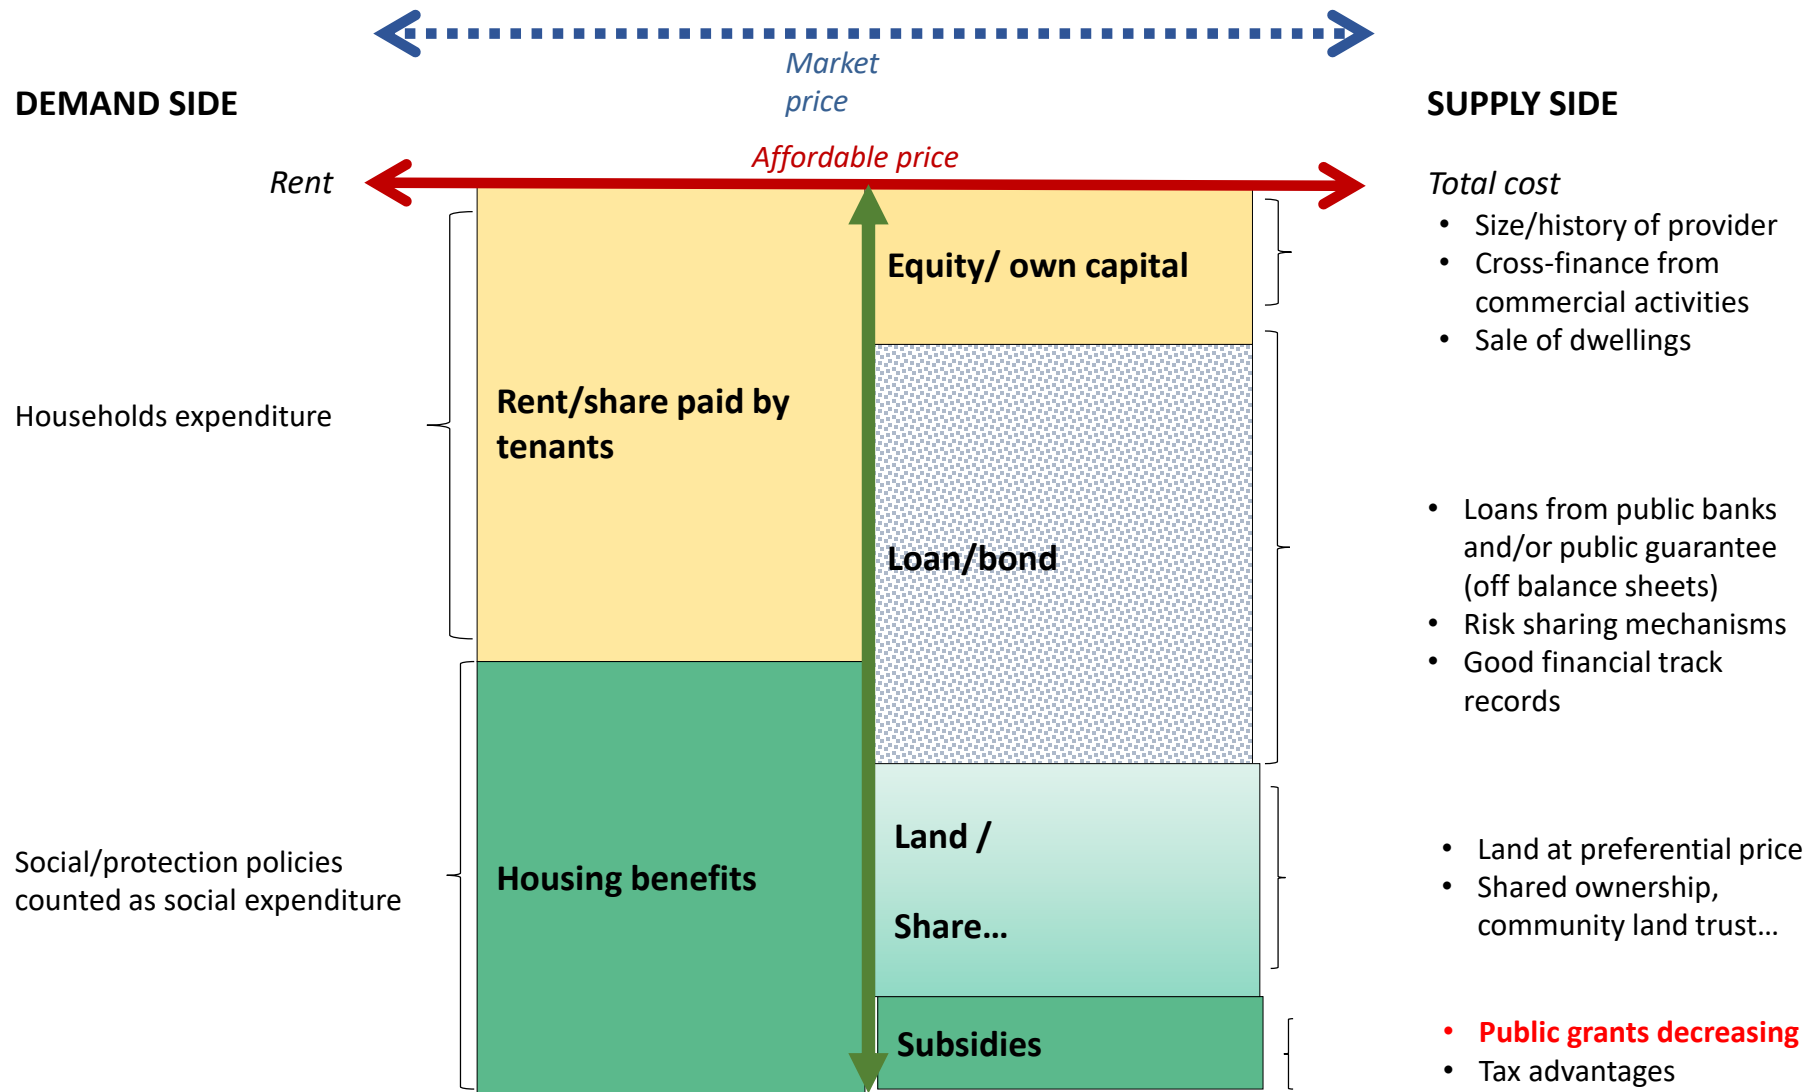 Market
price
DEMAND SIDE
SUPPLY SIDE
Affordable price
Rent
Total cost
• Size/history of provider
• Cross-finance from
commercial activities
• Sale of dwellings
Equity/ own capital
Households expenditure
Rent/share paid by
tenants
Loan/bond
• Loans from public banks
and/or public guarantee
(off balance sheets)
• Risk sharing mechanisms
• Good financial track
records
Social/protection policies
counted as social expenditure
Housing benefits
Land /
Share…
• Land at preferential price
• Shared ownership,
community land trust…
Subsidies
• Public grants decreasing
• Tax advantages